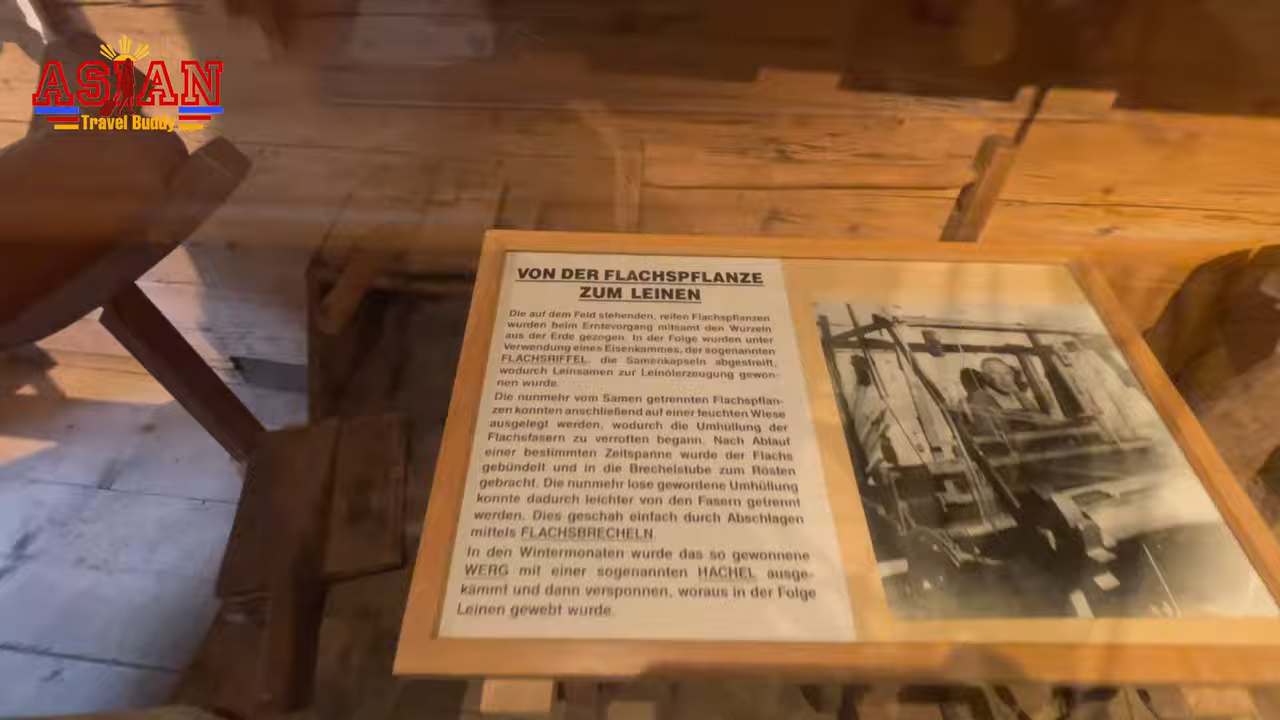 ASIAN
Travel Buddy
VON DER FLACHSPFLANZE
ZUM LEINEN
Die auf dem Feld stehenden, reifen Flachspflanzen
wurden beim Erntevorgang mitsamt den Wurzeln
aus der Erde gezogen. In der Folge wurden unter
Verwendung eines Eisenkammes, der sogenannten
FLACHSRIFFEL, die Samenkapseln abgestreift,
wodurch Leinsamen zur Leinölerzeugung gewon-
nen wurde.
Die nunmehr vom Samen getrennten Flachspflan-
zen konnten anschließend auf einer feuchten Wiese
ausgelegt werden, wodurch die Umhüllung der
Flachsfasern zu verrotten begann. Nach Ablauf
einer bestimmten Zeitspanne wurde der Flachs
gebündelt und in die Brechelstube zum Rösten
gebracht. Die nunmehr lose gewordene Umhüllung
konnte dadurch leichter von den Fasern getrennt
werden. Dies geschah einfach durch Abschlagen
mittels FLACHSBRECHELN.
In den Wintermonaten wurde das so gewonnene
WERG mit einer sogenannten HACHEL ausge-
kämmt und dann versponnen, woraus in der Folge
Leinen gewebt wurde.